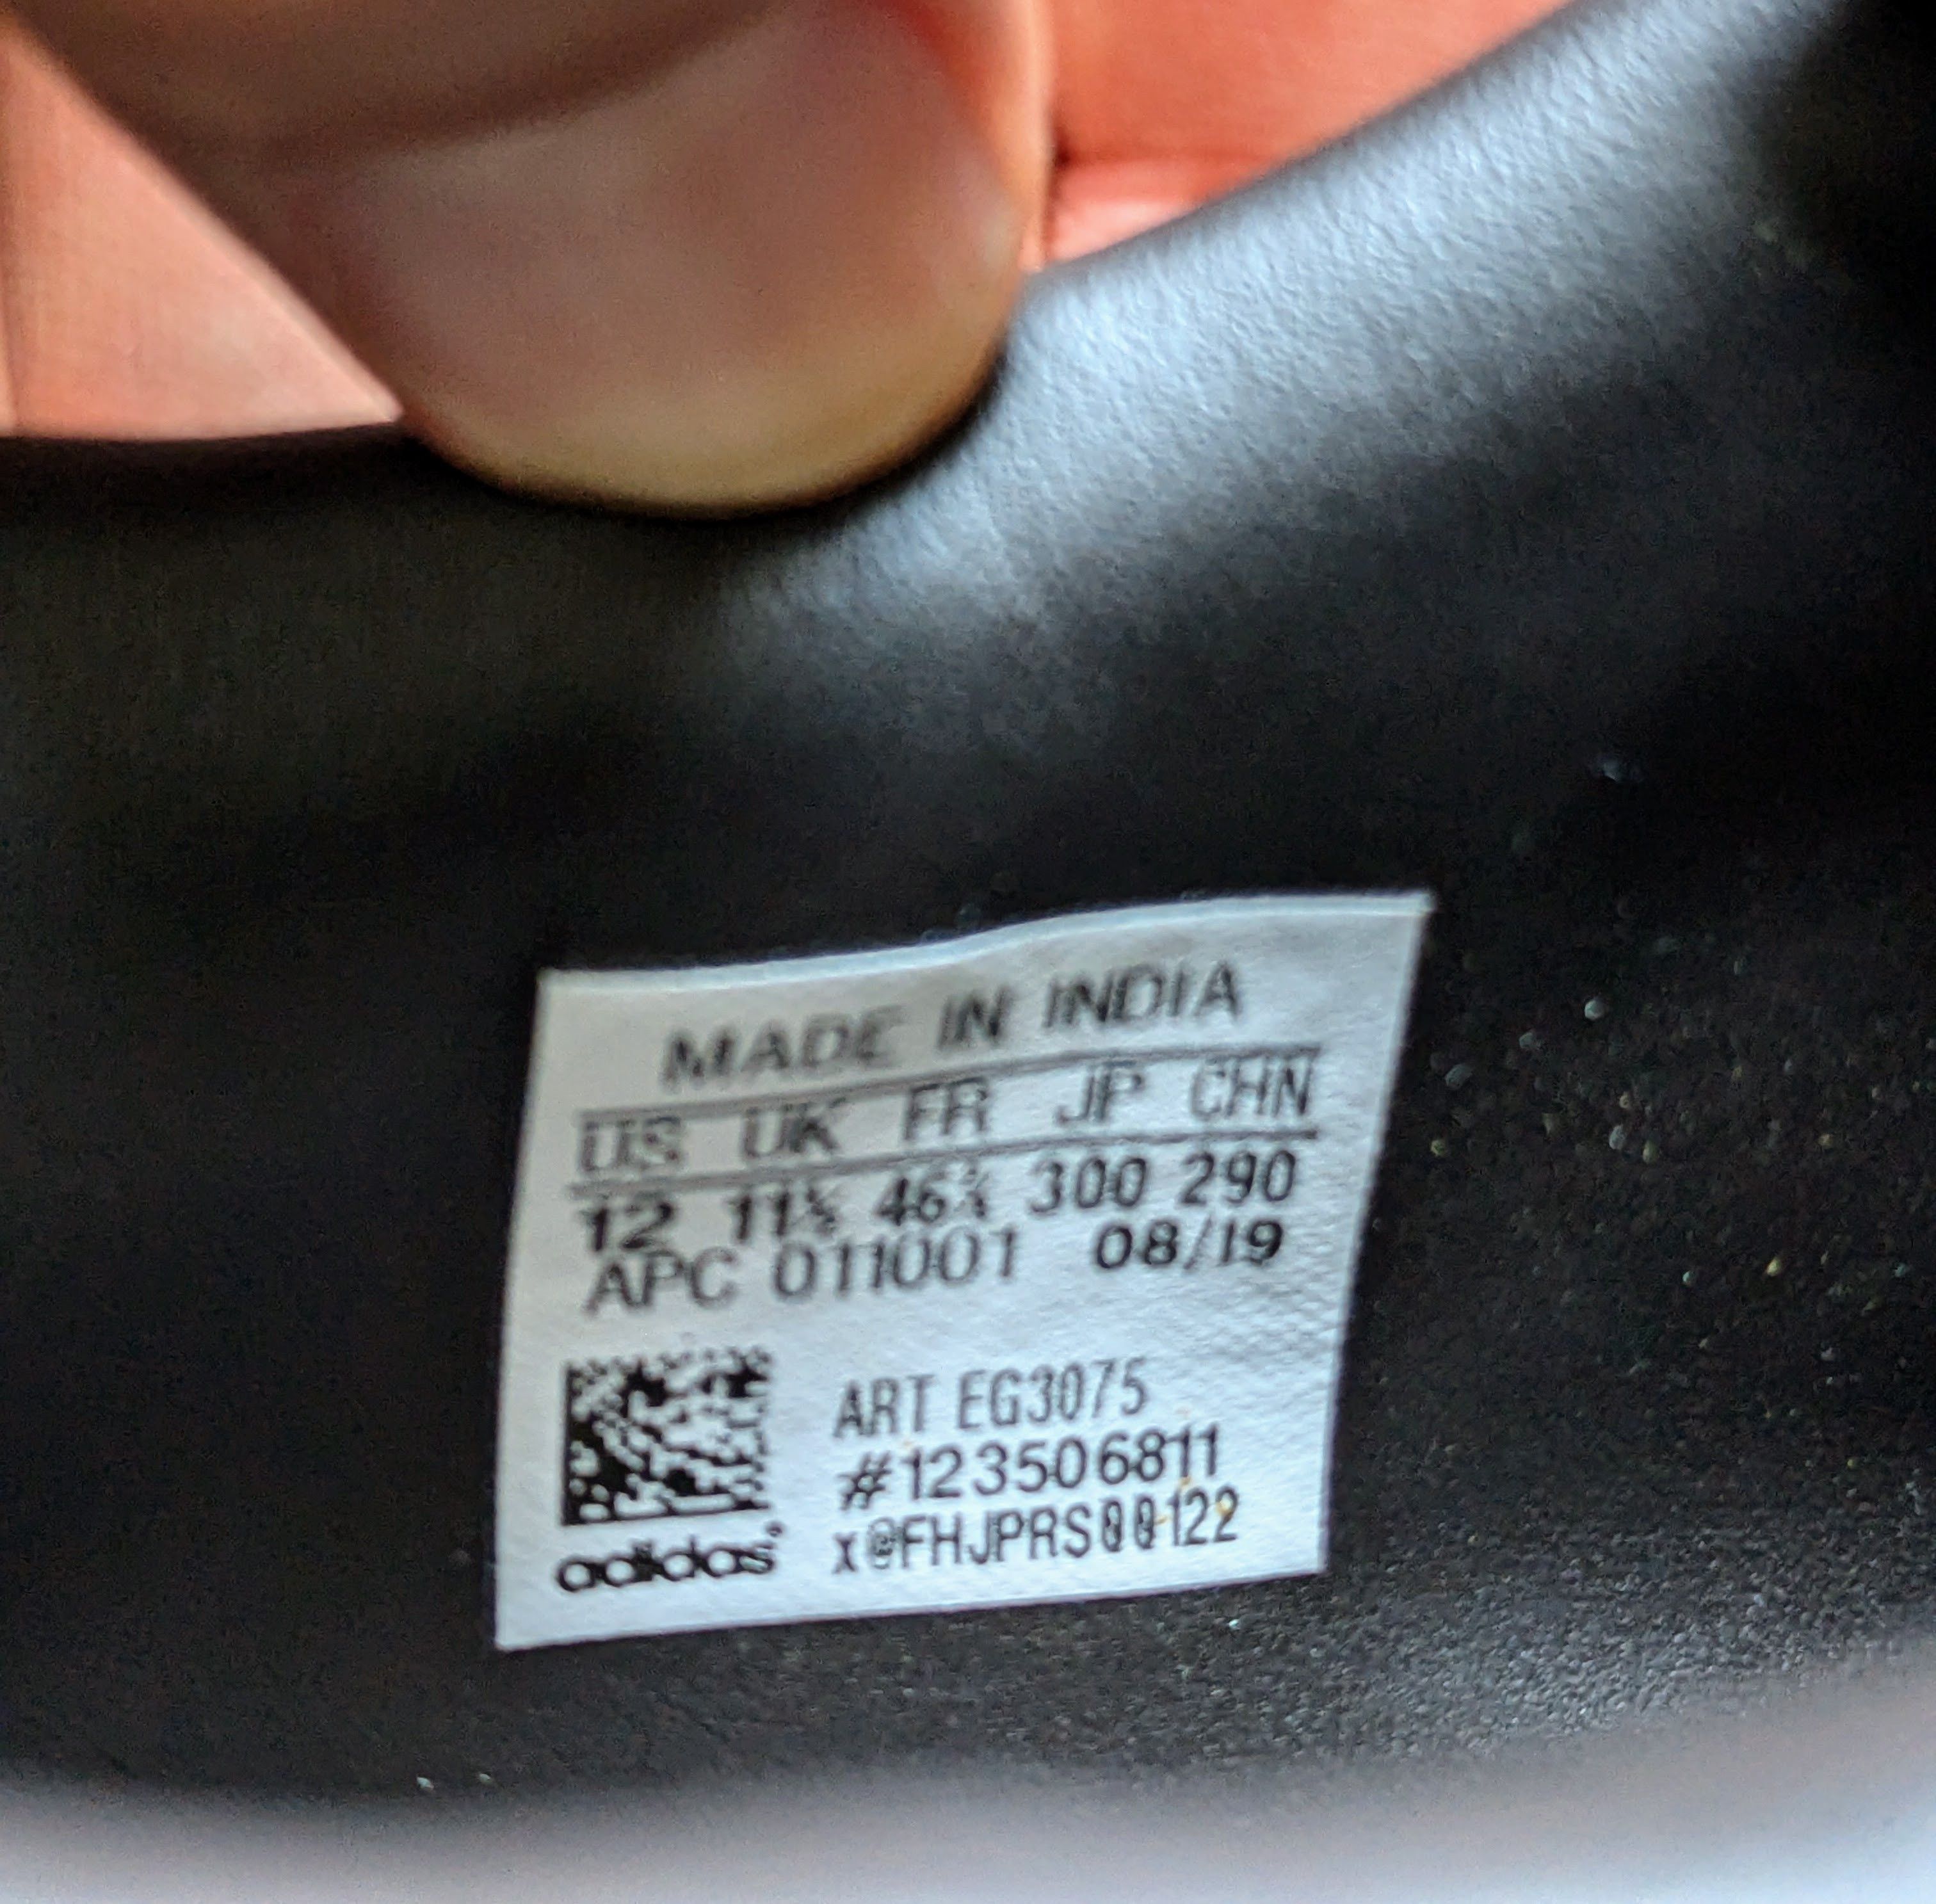 MADE IN INDIA
US UK FR JP CHN
12 11½ 46⅔ 300 290
APC 011001 08/19
ART EG3075
#123506811
x@FHJPRS00122
adidas